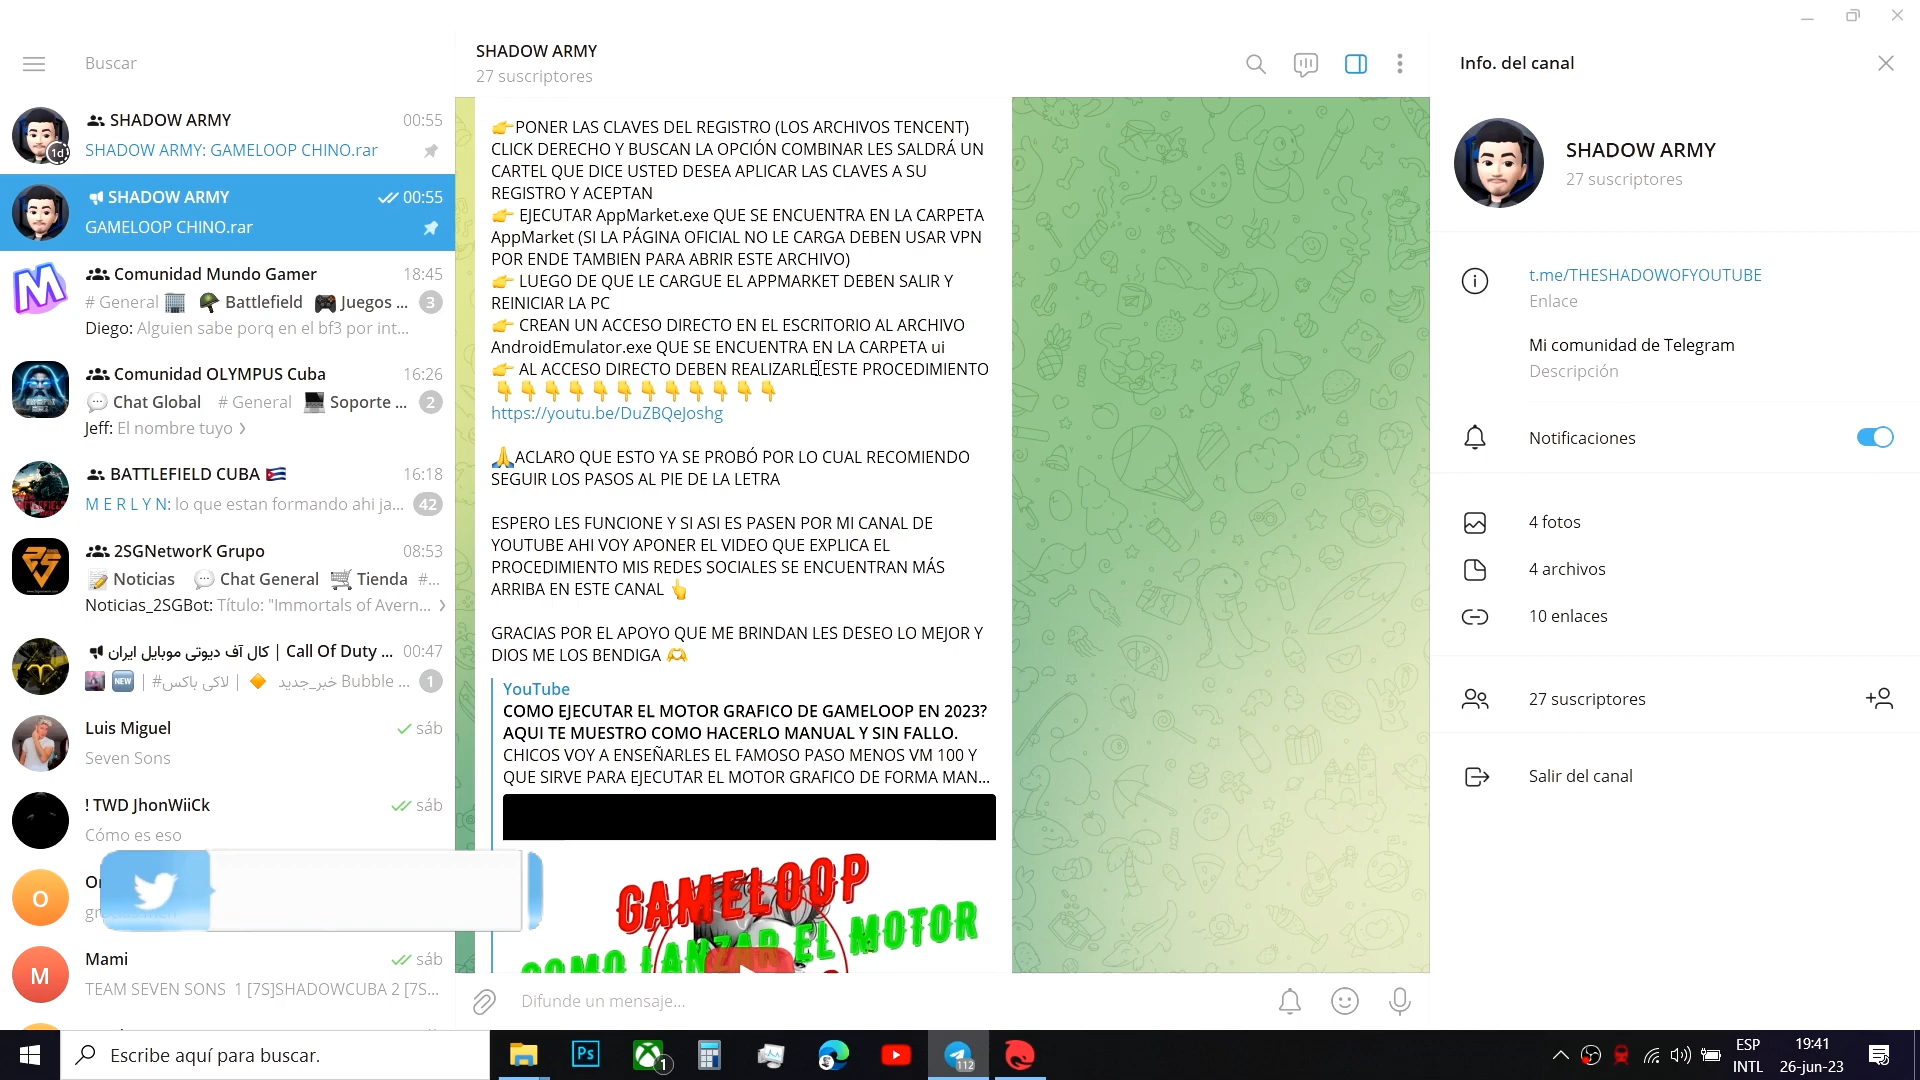 Buscar
SHADOW ARMY
00:55
SHADOW ARMY: GAMELOOP CHINO.rar
1d
SHADOW ARMY
00:55
GAMELOOP CHINO.rar
Comunidad Mundo Gamer
18:45
# General Battlefield Juegos ...
3
Diego: Alguien sabe porq en el bf3 por int...
Comunidad OLYMPUS Cuba
16:26
Chat Global # General Soporte ...
2
Jeff: El nombre tuyo
BATTLEFIELD CUBA
16:18
M E R L Y N: lo que estan formando ahi ja...
42
2SGNetworK Grupo
08:53
Noticias Chat General Tienda #...
Noticias_2SGBot: Título: "Immortals of Avern...
کال آف دیوتی موبایل ایران | Call Of Duty ...
00:47
NEW | #لاکی باکس | خبر_جدید Bubble ...
1
Luis Miguel
sáb
Seven Sons
! TWD JhonWiiCk
sáb
Cómo es eso
O
M
Mami
sáb
TEAM SEVEN SONS 1 [7S]SHADOWCUBA 2 [7S...
SHADOW ARMY
27 suscriptores
PONER LAS CLAVES DEL REGISTRO (LOS ARCHIVOS TENCENT)
CLICK DERECHO Y BUSCAN LA OPCIÓN COMBINAR LES SALDRÁ UN
CARTEL QUE DICE USTED DESEA APLICAR LAS CLAVES A SU
REGISTRO Y ACEPTAN
EJECUTAR AppMarket.exe QUE SE ENCUENTRA EN LA CARPETA
AppMarket (SI LA PÁGINA OFICIAL NO LE CARGA DEBEN USAR VPN
POR ENDE TAMBIEN PARA ABRIR ESTE ARCHIVO)
LUEGO DE QUE LE CARGUE EL APPMARKET DEBEN SALIR Y
REINICIAR LA PC
CREAN UN ACCESO DIRECTO EN EL ESCRITORIO AL ARCHIVO
AndroidEmulator.exe QUE SE ENCUENTRA EN LA CARPETA ui
AL ACCESO DIRECTO DEBEN REALIZARLE ESTE PROCEDIMIENTO
https://youtu.be/DuZBQeJoshg
ACLARO QUE ESTO YA SE PROBÓ POR LO CUAL RECOMIENDO
SEGUIR LOS PASOS AL PIE DE LA LETRA
ESPERO LES FUNCIONE Y SI ASI ES PASEN POR MI CANAL DE
YOUTUBE AHI VOY APONER EL VIDEO QUE EXPLICA EL
PROCEDIMIENTO MIS REDES SOCIALES SE ENCUENTRAN MÁS
ARRIBA EN ESTE CANAL
GRACIAS POR EL APOYO QUE ME BRINDAN LES DESEO LO MEJOR Y
DIOS ME LOS BENDIGA
YouTube
COMO EJECUTAR EL MOTOR GRAFICO DE GAMELOOP EN 2023?
AQUI TE MUESTRO COMO HACERLO MANUAL Y SIN FALLO.
CHICOS VOY A ENSEÑARLES EL FAMOSO PASO MENOS VM 100 Y
QUE SIRVE PARA EJECUTAR EL MOTOR GRAFICO DE FORMA MAN...
GAMELOOP
COMO LANZAR EL MOTOR
Difunde un mensaje...
Info. del canal
SHADOW ARMY
27 suscriptores
t.me/THESHADOWOFYOUTUBE
Enlace
Mi comunidad de Telegram
Descripción
Notificaciones
4 fotos
4 archivos
10 enlaces
27 suscriptores
Salir del canal
Escribe aquí para buscar.
Ps
1
112
ESP
INTL
19:41
26-jun-23